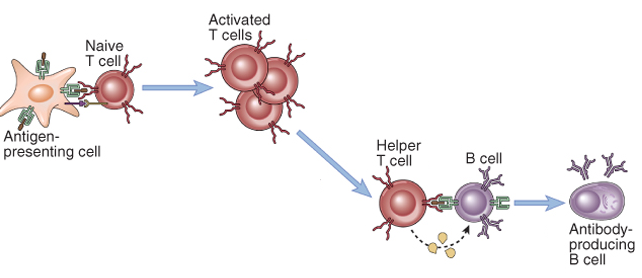 Activated
T cells
Naive
T cell
Antigen-
presenting cell
Helper
T cell
B cell
Antibody-
producing
B cell